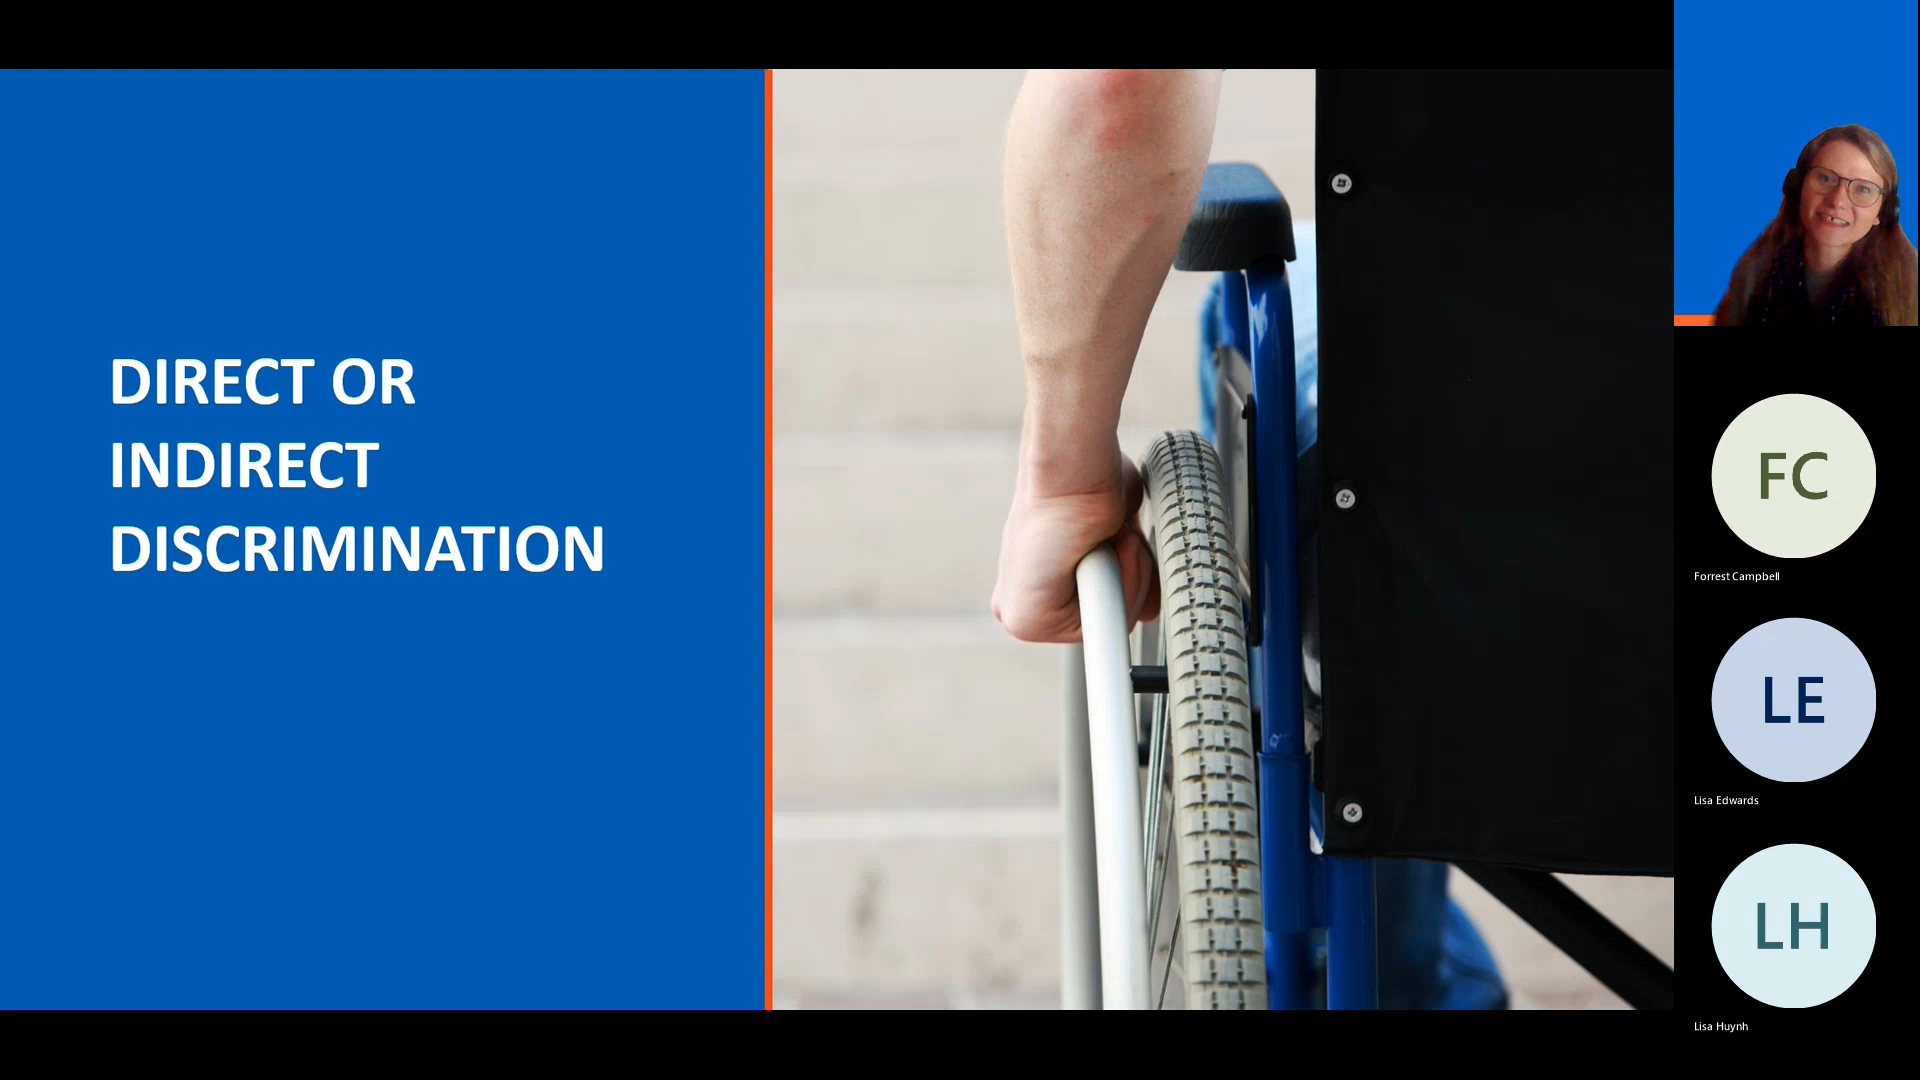 DIRECT OR
INDIRECT
DISCRIMINATION
FC
Forrest Campbell
LE
Lisa Edwards
LH
Lisa Huynh